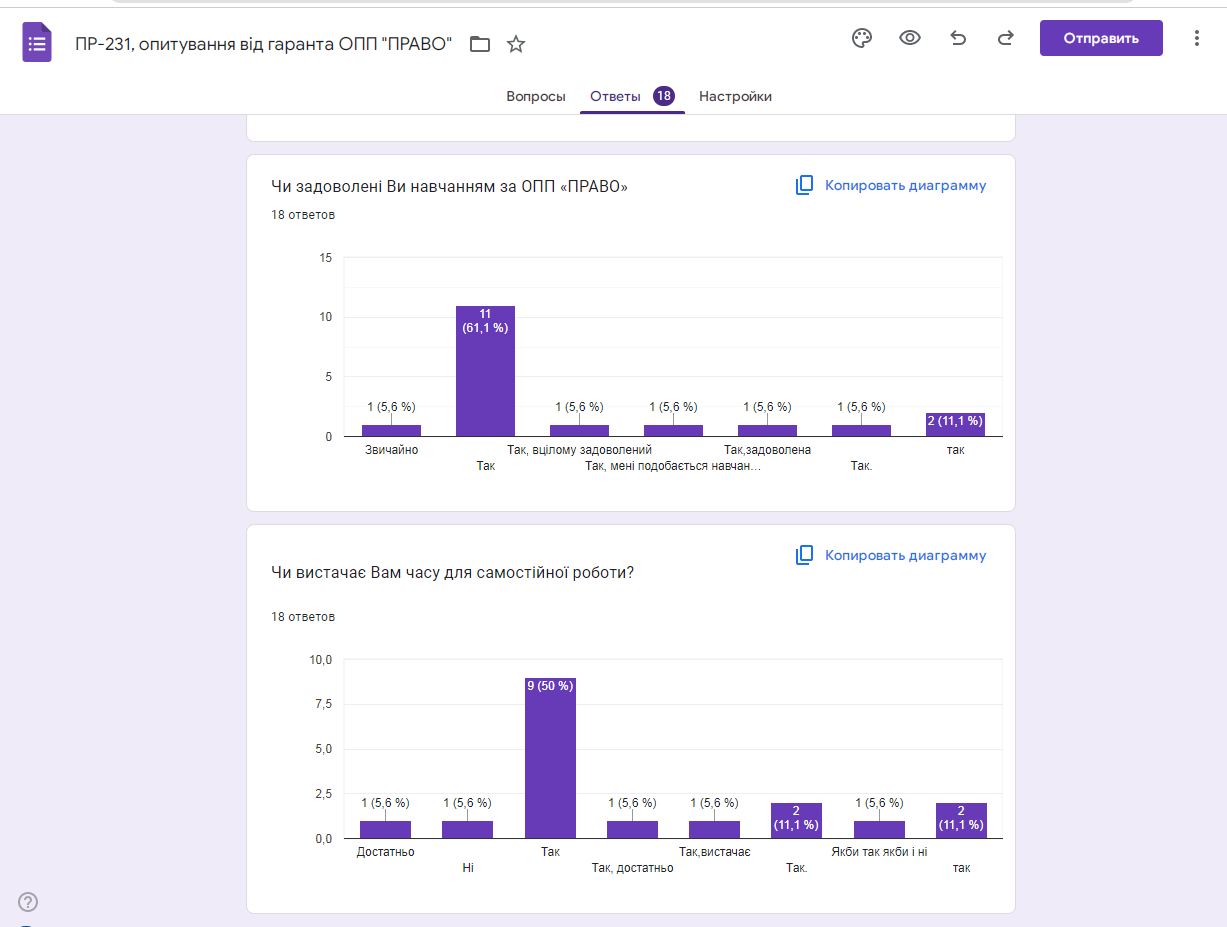 ПР-231, опитування від гаранта ОПП "ПРАВО"
Отправить
Вопросы Ответы 18 Настройки
Чи задоволені Ви навчанням за ОПП «ПРАВО»
Копировать диаграмму
18 ответов
15
10
5
0
1 (5,6 %)
11
(61,1 %)
1 (5,6 %)
1 (5,6 %)
1 (5,6 %)
1 (5,6 %)
2 (11,1 %)
Звичайно
Так
Так, вцілому задоволений
Так, мені подобається навчан…
Так,задоволена
Так.
так
Копировать диаграмму
Чи вистачає Вам часу для самостійної роботи?
18 ответов
10,0
7,5
5,0
2,5
0,0
1 (5,6 %)
1 (5,6 %)
9 (50 %)
1 (5,6 %)
1 (5,6 %)
2
(11,1 %)
1 (5,6 %)
2
(11,1 %)
Достатньо
Ні
Так
Так, достатньо
Так,вистачає
Так.
Якби так якби і ні
так